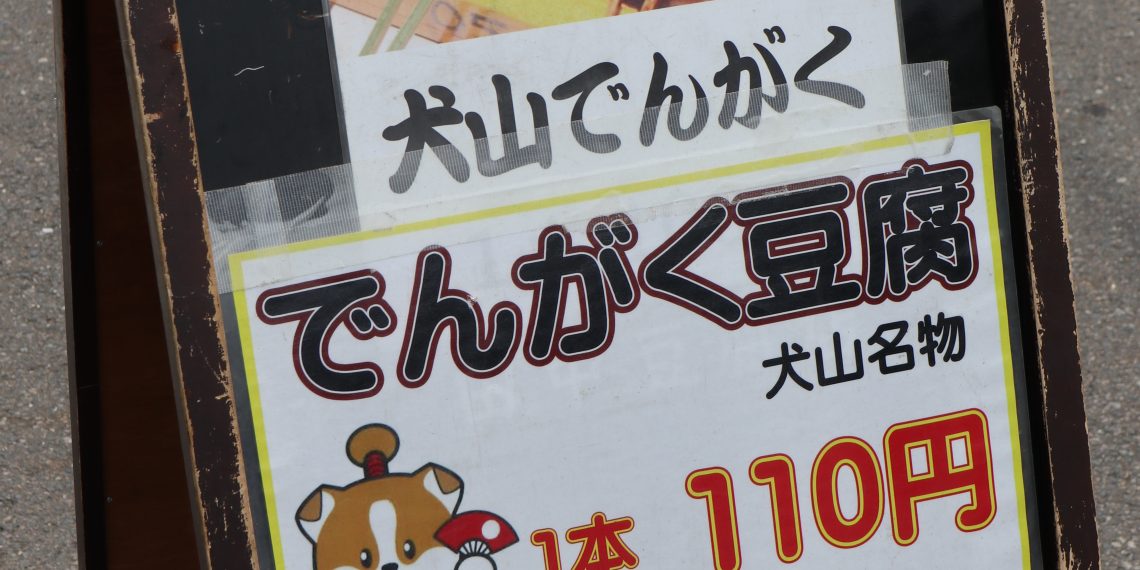 犬山でんがく
でんがく豆腐
犬山名物
1本 110円